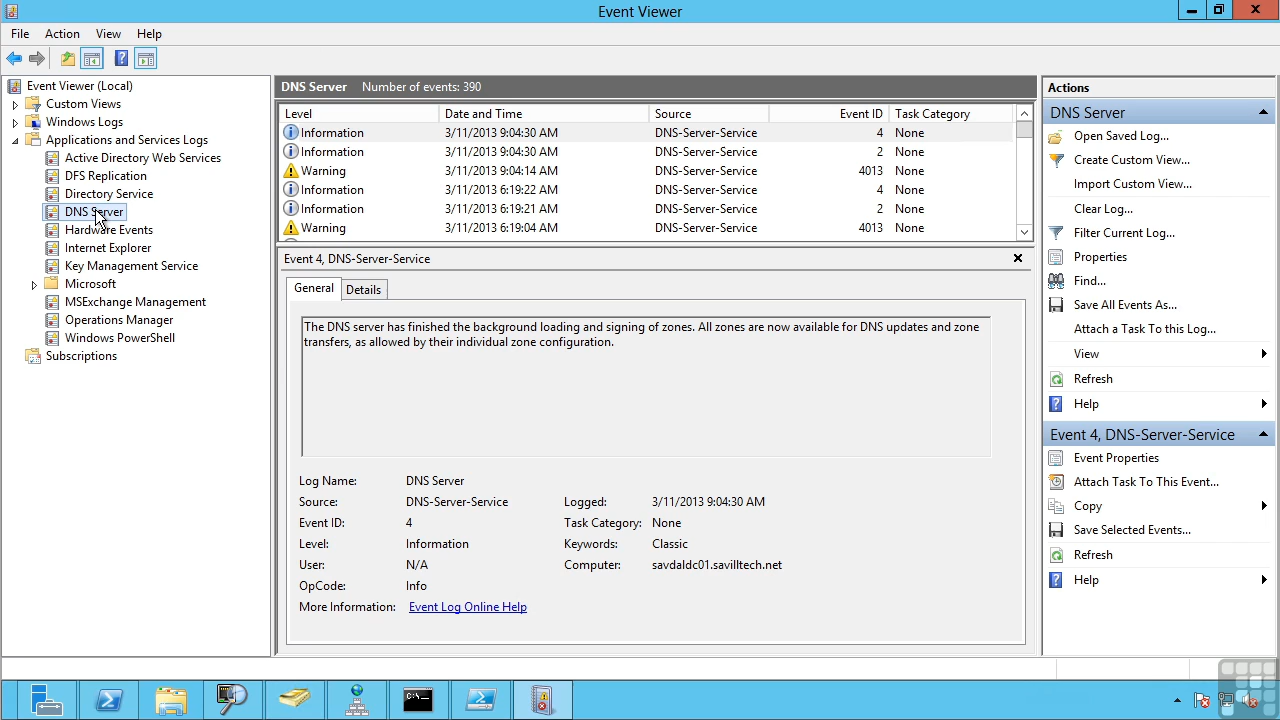 Event Viewer
File Action View Help
Event Viewer (Local)
Custom Views
Windows Logs
Applications and Services Logs
Active Directory Web Services
DFS Replication
Directory Service
DNS Server
Hardware Events
Internet Explorer
Key Management Service
Microsoft
MSExchange Management
Operations Manager
Windows PowerShell
Subscriptions
DNS Server Number of events: 390
Level Date and Time Source Event ID Task Category
Information 3/11/2013 9:04:30 AM DNS-Server-Service 4 None
Information 3/11/2013 9:04:30 AM DNS-Server-Service 2 None
Warning 3/11/2013 9:04:14 AM DNS-Server-Service 4013 None
Information 3/11/2013 6:19:22 AM DNS-Server-Service 4 None
Information 3/11/2013 6:19:21 AM DNS-Server-Service 2 None
Warning 3/11/2013 6:19:04 AM DNS-Server-Service 4013 None
Event 4, DNS-Server-Service
General Details
The DNS server has finished the background loading and signing of zones. All zones are now available for DNS updates and zone
transfers, as allowed by their individual zone configuration.
Log Name: DNS Server
Source: DNS-Server-Service Logged: 3/11/2013 9:04:30 AM
Event ID: 4 Task Category: None
Level: Information Keywords: Classic
User: N/A Computer: savdaldc01.savilltech.net
OpCode: Info
More Information: Event Log Online Help
Actions
DNS Server
Open Saved Log...
Create Custom View...
Import Custom View...
Clear Log...
Filter Current Log...
Properties
Find...
Save All Events As...
Attach a Task To this Log...
View
Refresh
Help
Event 4, DNS-Server-Service
Event Properties
Attach Task To This Event...
Copy
Save Selected Events...
Refresh
Help